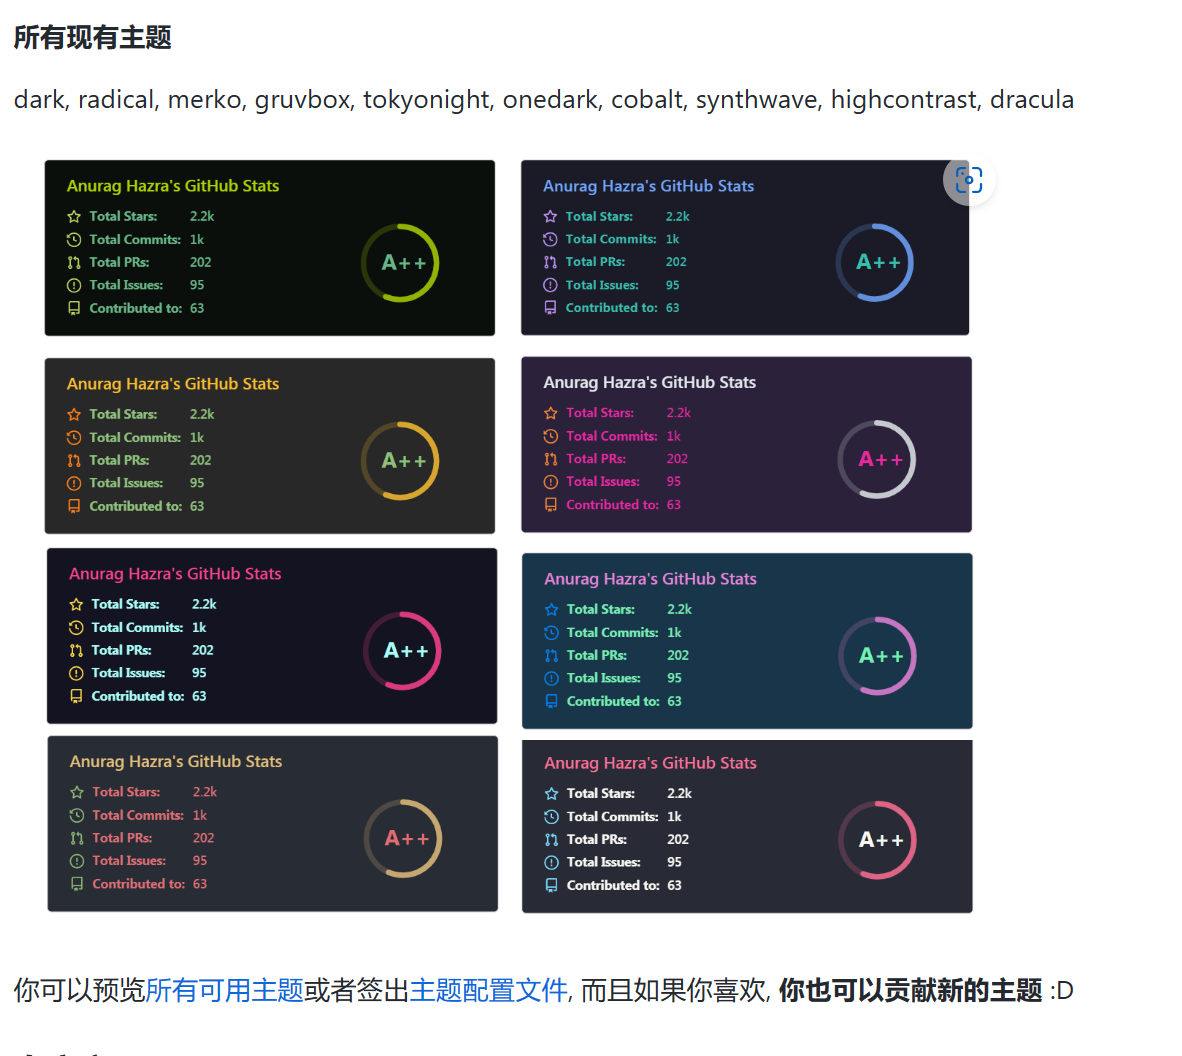 所有现有主题
dark, radical, merko, gruvbox, tokyonight, onedark, cobalt, synthwave, highcontrast, dracula
Anurag Hazra's GitHub Stats
Total Stars: 2.2k
Total Commits: 1k
Total PRs: 202
Total Issues: 95
Contributed to: 63
A++
Anurag Hazra's GitHub Stats
Total Stars: 2.2k
Total Commits: 1k
Total PRs: 202
Total Issues: 95
Contributed to: 63
A++
Anurag Hazra's GitHub Stats
Total Stars: 2.2k
Total Commits: 1k
Total PRs: 202
Total Issues: 95
Contributed to: 63
A++
Anurag Hazra's GitHub Stats
Total Stars: 2.2k
Total Commits: 1k
Total PRs: 202
Total Issues: 95
Contributed to: 63
A++
Anurag Hazra's GitHub Stats
Total Stars: 2.2k
Total Commits: 1k
Total PRs: 202
Total Issues: 95
Contributed to: 63
A++
Anurag Hazra's GitHub Stats
Total Stars: 2.2k
Total Commits: 1k
Total PRs: 202
Total Issues: 95
Contributed to: 63
A++
Anurag Hazra's GitHub Stats
Total Stars: 2.2k
Total Commits: 1k
Total PRs: 202
Total Issues: 95
Contributed to: 63
A++
Anurag Hazra's GitHub Stats
Total Stars: 2.2k
Total Commits: 1k
Total PRs: 202
Total Issues: 95
Contributed to: 63
A++
你可以预览所有可用主题或者签出主题配置文件, 而且如果你喜欢, 你也可以贡献新的主题 :D